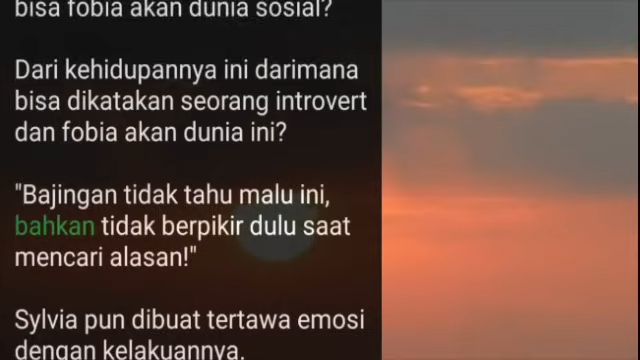 bisa fobia akan dunia sosial?
Dari kehidupannya ini darimana
bisa dikatakan seorang introvert
dan fobia akan dunia ini?
"Bajingan tidak tahu malu ini,
bahkan tidak berpikir dulu saat
mencari alasan!"
Sylvia pun dibuat tertawa emosi
dengan kelakuannya.